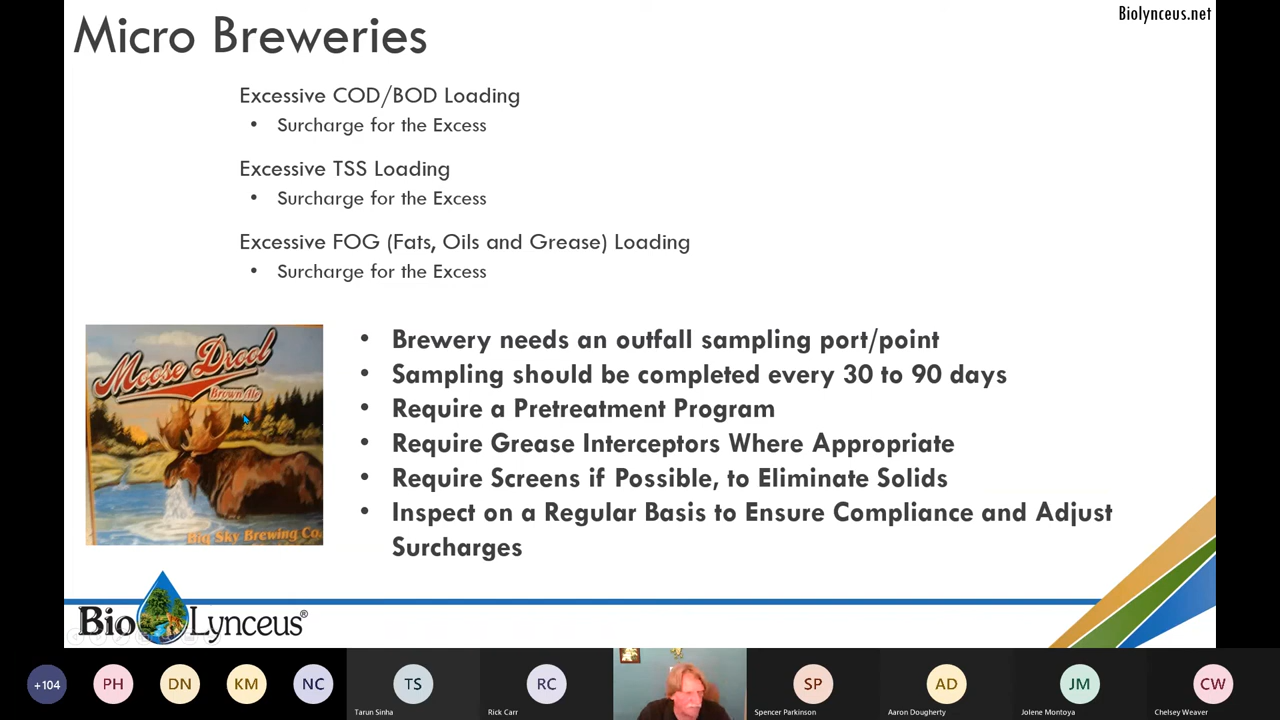 Biolynceus.net
Micro Breweries
Excessive COD/BOD Loading
• Surcharge for the Excess
Excessive TSS Loading
• Surcharge for the Excess
Excessive FOG (Fats, Oils and Grease) Loading
• Surcharge for the Excess
Moose Drool
Brown Ale
Big Sky Brewing Co.
• Brewery needs an outfall sampling port/point
• Sampling should be completed every 30 to 90 days
• Require a Pretreatment Program
• Require Grease Interceptors Where Appropriate
• Require Screens if Possible, to Eliminate Solids
• Inspect on a Regular Basis to Ensure Compliance and Adjust
Surcharges
Bio Lynceus®
+104
PH
DN
KM
NC
TS
Tarun Sinha
RC
Rick Carr
SP
Spencer Parkinson
AD
Aaron Dougherty
JM
Jolene Montoya
CW
Chelsey Weaver